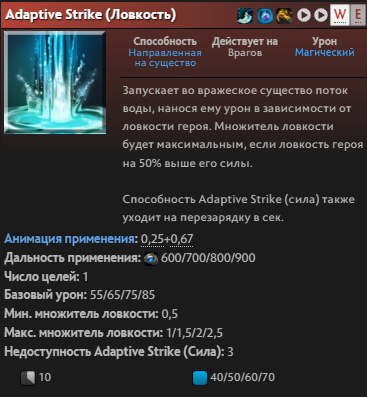 Adaptive Strike (Ловкость)
W E
Способность
Направленная
на существо
Действует на
Врагов
Урон
Магический
Запускает во вражеское существо поток
воды, нанося ему урон в зависимости от
ловкости героя. Множитель ловкости
будет максимальным, если ловкость героя
на 50% выше его силы.
Способность Adaptive Strike (сила) также
уходит на перезарядку в сек.
Анимация применения: 0,25+0,67
Дальность применения: 600/700/800/900
Число целей: 1
Базовый урон: 55/65/75/85
Мин. множитель ловкости: 0,5
Макс. множитель ловкости: 1/1,5/2/2,5
Недоступность Adaptive Strike (Сила): 3
10
40/50/60/70